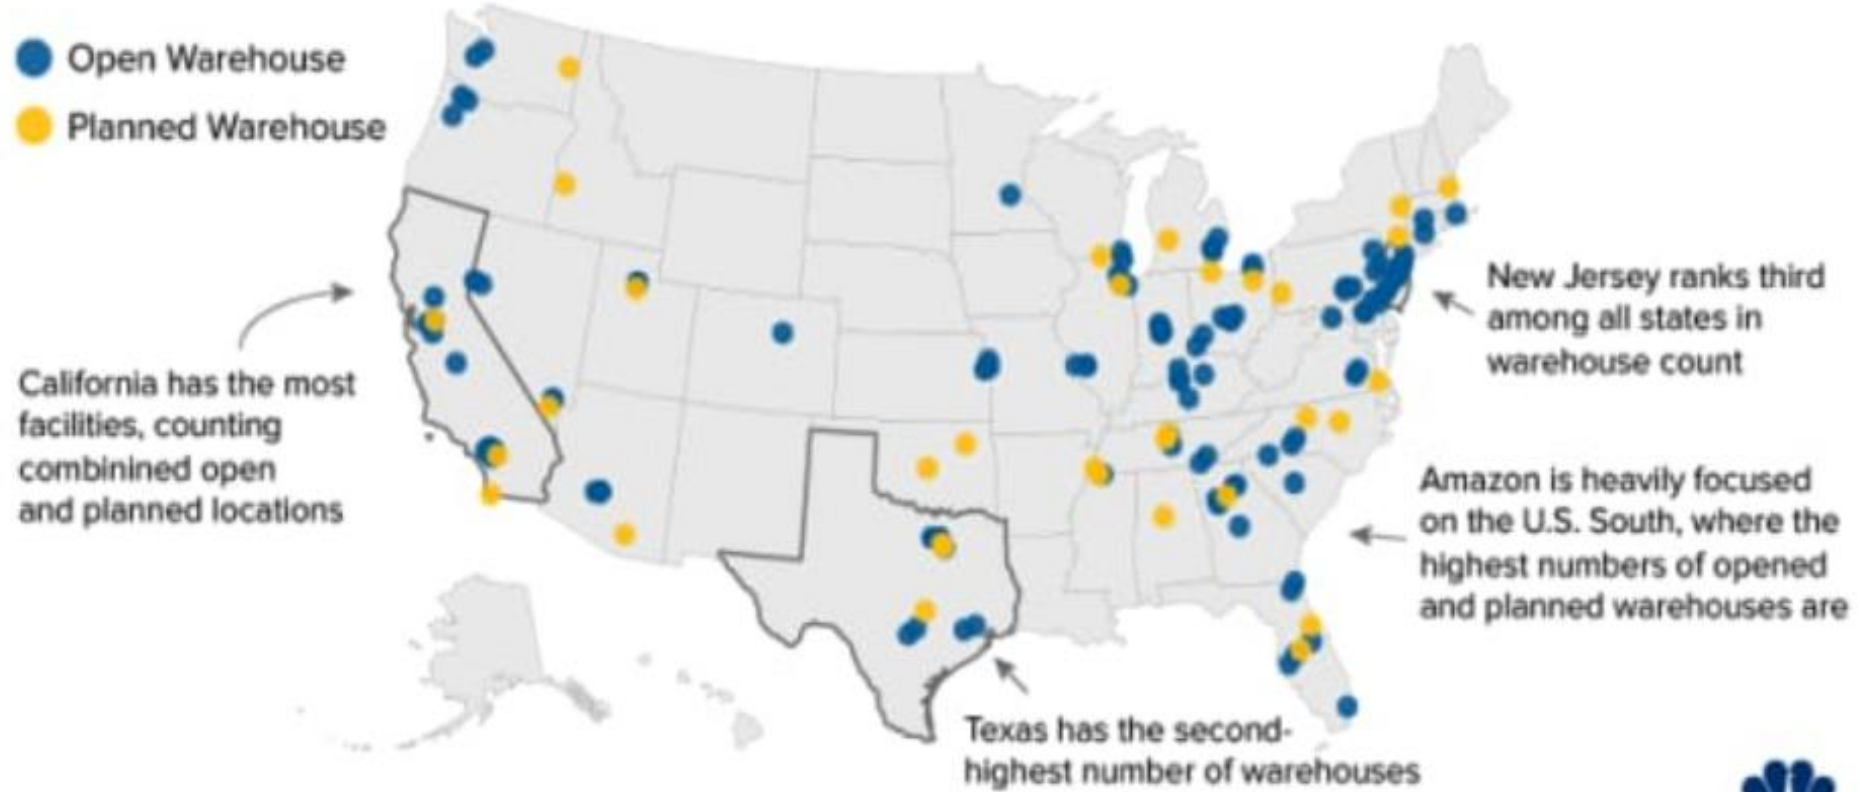 Open Warehouse
Planned Warehouse
California has the most
facilities, counting
combinined open
and planned locations
New Jersey ranks third
among all states in
warehouse count
Amazon is heavily focused
on the U.S. South, where the
highest numbers of opened
and planned warehouses are
Texas has the second-
highest number of warehouses